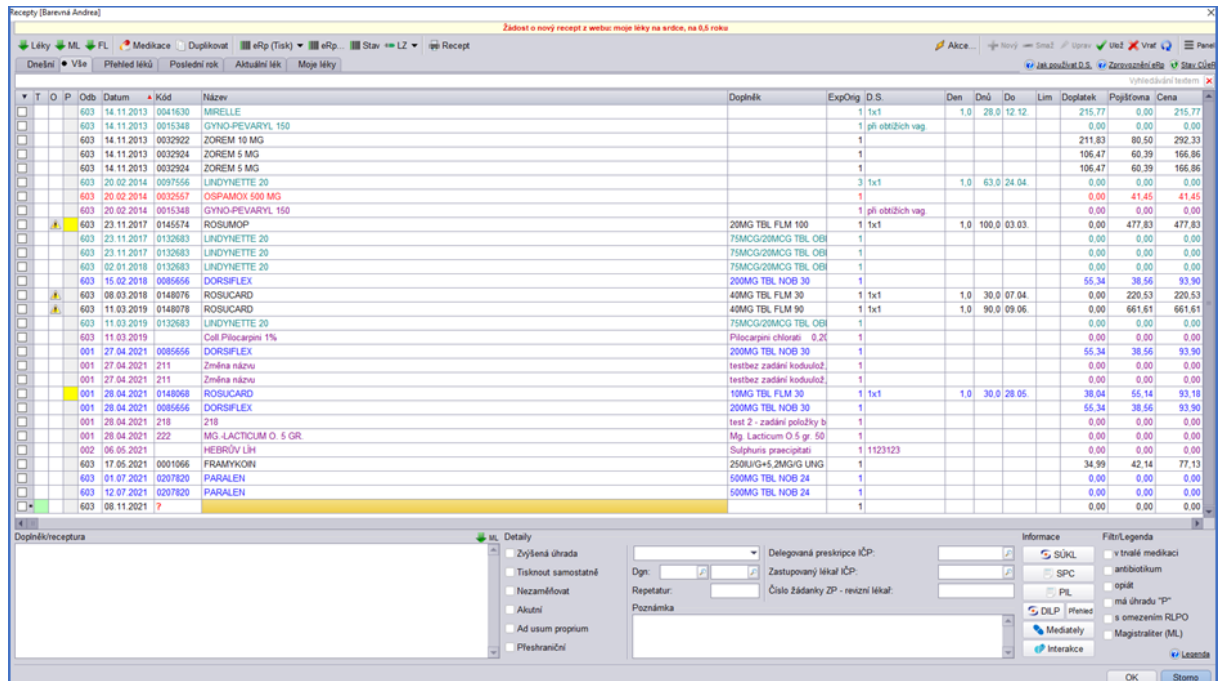 Recepty [Barevná Andrea]
Žádost o nový recept z webu: moje léky na srdce, na 0,5 roku
Léky ML FL Medikace Duplikovat eRp (Tisk) eRp... Stav LZ Recept Akce... Nový Smaž Uprev Ulož Vrať Panel
Dnešní Vše Přehled léků Poslední rok Aktuální lék Moje léky Jak používat D.S. Zprovoznění eRp Stav CÚeR
Vyhledávání textem
T O P Odb Datum Kód Název Doplněk ExpOrig D.S. Den Dnů Do Lim Doplatek Pojišťovna Cena
603 14.11.2013 0041630 MIRELLE 1 1x1 1,0 28,0 12.12. 215,77 0,00 215,77
603 14.11.2013 0015348 GYNO-PEVARYL 150 1 při obtížích vag. 0,00 0,00 0,00
603 14.11.2013 0032922 ZOREM 10 MG 1 211,83 80,50 292,33
603 14.11.2013 0032924 ZOREM 5 MG 1 106,47 60,39 166,86
603 14.11.2013 0032924 ZOREM 5 MG 1 106,47 60,39 166,86
603 20.02.2014 0097556 LINDYNETTE 20 3 1x1 1,0 63,0 24.04. 0,00 0,00 0,00
603 20.02.2014 0032557 OSPAMOX 500 MG 1 0,00 41,45 41,45
603 20.02.2014 0015348 GYNO-PEVARYL 150 1 při obtížích vag. 0,00 0,00 0,00
603 23.11.2017 0145574 ROSUMOP 20MG TBL FLM 100 1 1x1 1,0 100,0 03.03. 0,00 477,83 477,83
603 23.11.2017 0132683 LINDYNETTE 20 75MCG/20MCG TBL OBI 1 0,00 0,00 0,00
603 23.11.2017 0132683 LINDYNETTE 20 75MCG/20MCG TBL OBI 1 0,00 0,00 0,00
603 02.01.2018 0132683 LINDYNETTE 20 75MCG/20MCG TBL OBI 1 0,00 0,00 0,00
603 15.02.2018 0085656 DORSIFLEX 200MG TBL NOB 30 1 55,34 38,56 93,90
603 08.03.2018 0148076 ROSUCARD 40MG TBL FLM 30 1 1x1 1,0 30,0 07.04. 0,00 220,53 220,53
603 11.03.2019 0148078 ROSUCARD 40MG TBL FLM 90 1 1x1 1,0 90,0 09.06. 0,00 661,61 661,61
603 11.03.2019 0132683 LINDYNETTE 20 75MCG/20MCG TBL OBI 1 0,00 0,00 0,00
603 11.03.2019 Coll.Pilocarpini 1% Pilocarpini chlorati 0,20 1 0,00 0,00 0,00
001 27.04.2021 0085656 DORSIFLEX 200MG TBL NOB 30 1 55,34 38,56 93,90
001 27.04.2021 211 Změna názvu testbez zadání koduulož, 1 0,00 0,00 0,00
001 27.04.2021 211 Změna názvu testbez zadání koduulož, 1 0,00 0,00 0,00
001 28.04.2021 0148068 ROSUCARD 10MG TBL FLM 30 1 1x1 1,0 30,0 28.05. 38,04 55,14 93,18
001 28.04.2021 0085656 DORSIFLEX 200MG TBL NOB 30 1 55,34 38,56 93,90
001 28.04.2021 218 218 test 2 - zadání položky b 1 0,00 0,00 0,00
001 28.04.2021 222 MG.-LACTICUM O. 5 GR. Mg. Lacticum O.5 gr. 50 1 0,00 0,00 0,00
002 06.05.2021 HEBRŮV LÍH Sulphuris praecipitati 1 1123123 0,00 0,00 0,00
603 17.05.2021 0001066 FRAMYKOIN 250IU/G+5,2MG/G UNG 1 34,99 42,14 77,13
603 01.07.2021 0207820 PARALEN 500MG TBL NOB 24 1 0,00 0,00 0,00
603 12.07.2021 0207820 PARALEN 500MG TBL NOB 24 1 0,00 0,00 0,00
603 08.11.2021 ? 1 0,00 0,00 0,00
Doplněk/receptura ML Detaily Informace Filtr/Legenda
Zvýšená úhrada Delegovaná preskripce IČP: SÚKL v trvalé medikaci
Tisknout samostatně Dgn: Zastupovaný lékař IČP: SPC antibiotikum
Nezaměňovat Repetatur: Číslo žádanky ZP - revizní lékař: PIL opiát
Akutní Poznámka DILP Přehled má úhradu "P"
Ad usum proprium Mediately s omezením RLPO
Přeshraniční Interakce Magistraliter (ML)
Legenda
OK Storno